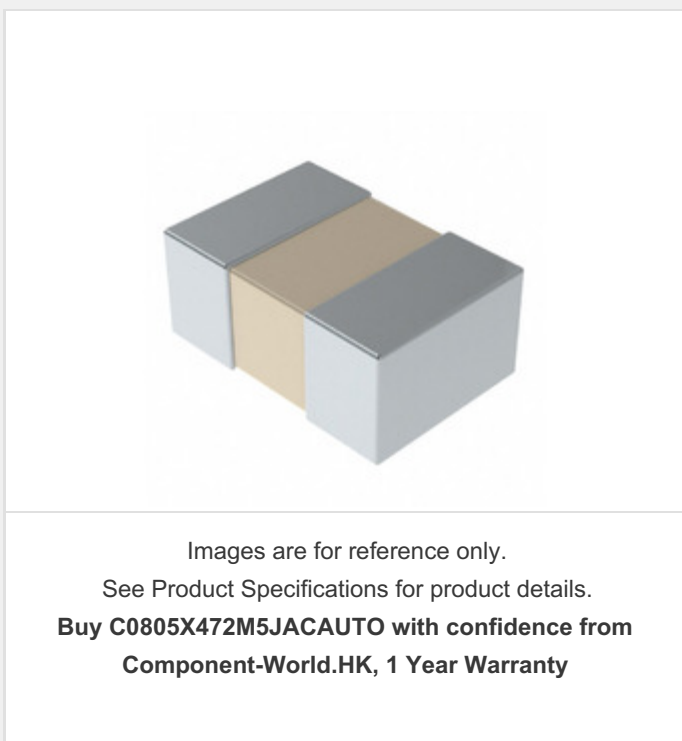 Images are for reference only.
See Product Specifications for product details.
Buy C0805X472M5JACAUTO with confidence from
Component-World.HK, 1 Year Warranty